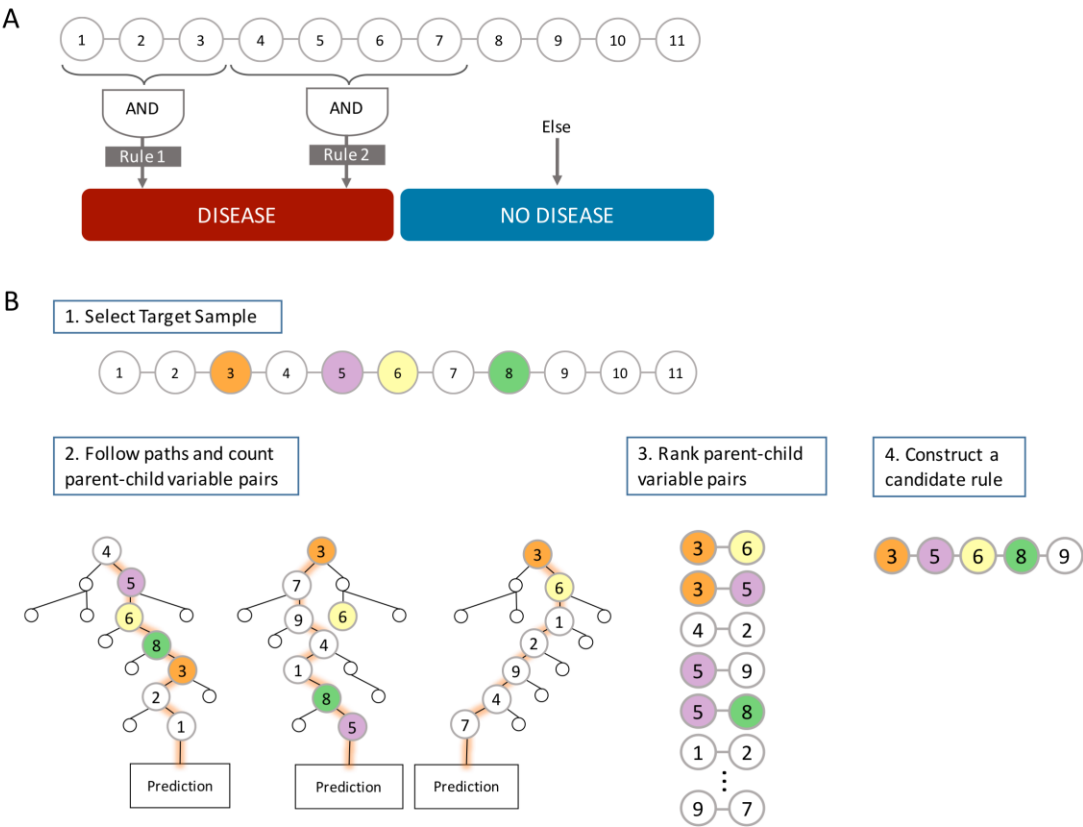 A
1 2 3 4 5 6 7 8 9 10 11
AND AND
Else
Rule 1 Rule 2
DISEASE NO DISEASE
B
1. Select Target Sample
1 2 3 4 5 6 7 8 9 10 11
2. Follow paths and count
parent-child variable pairs
3. Rank parent-child
variable pairs
4. Construct a
candidate rule
4
5
6
8
3
2
1
Prediction
3
7
9
6
4
1
8
5
Prediction
3
6
1
2
9
4
7
Prediction
3 6
3 5
4 2
5 9
5 8
1 2
⋮
9 7
3 5 6 8 9